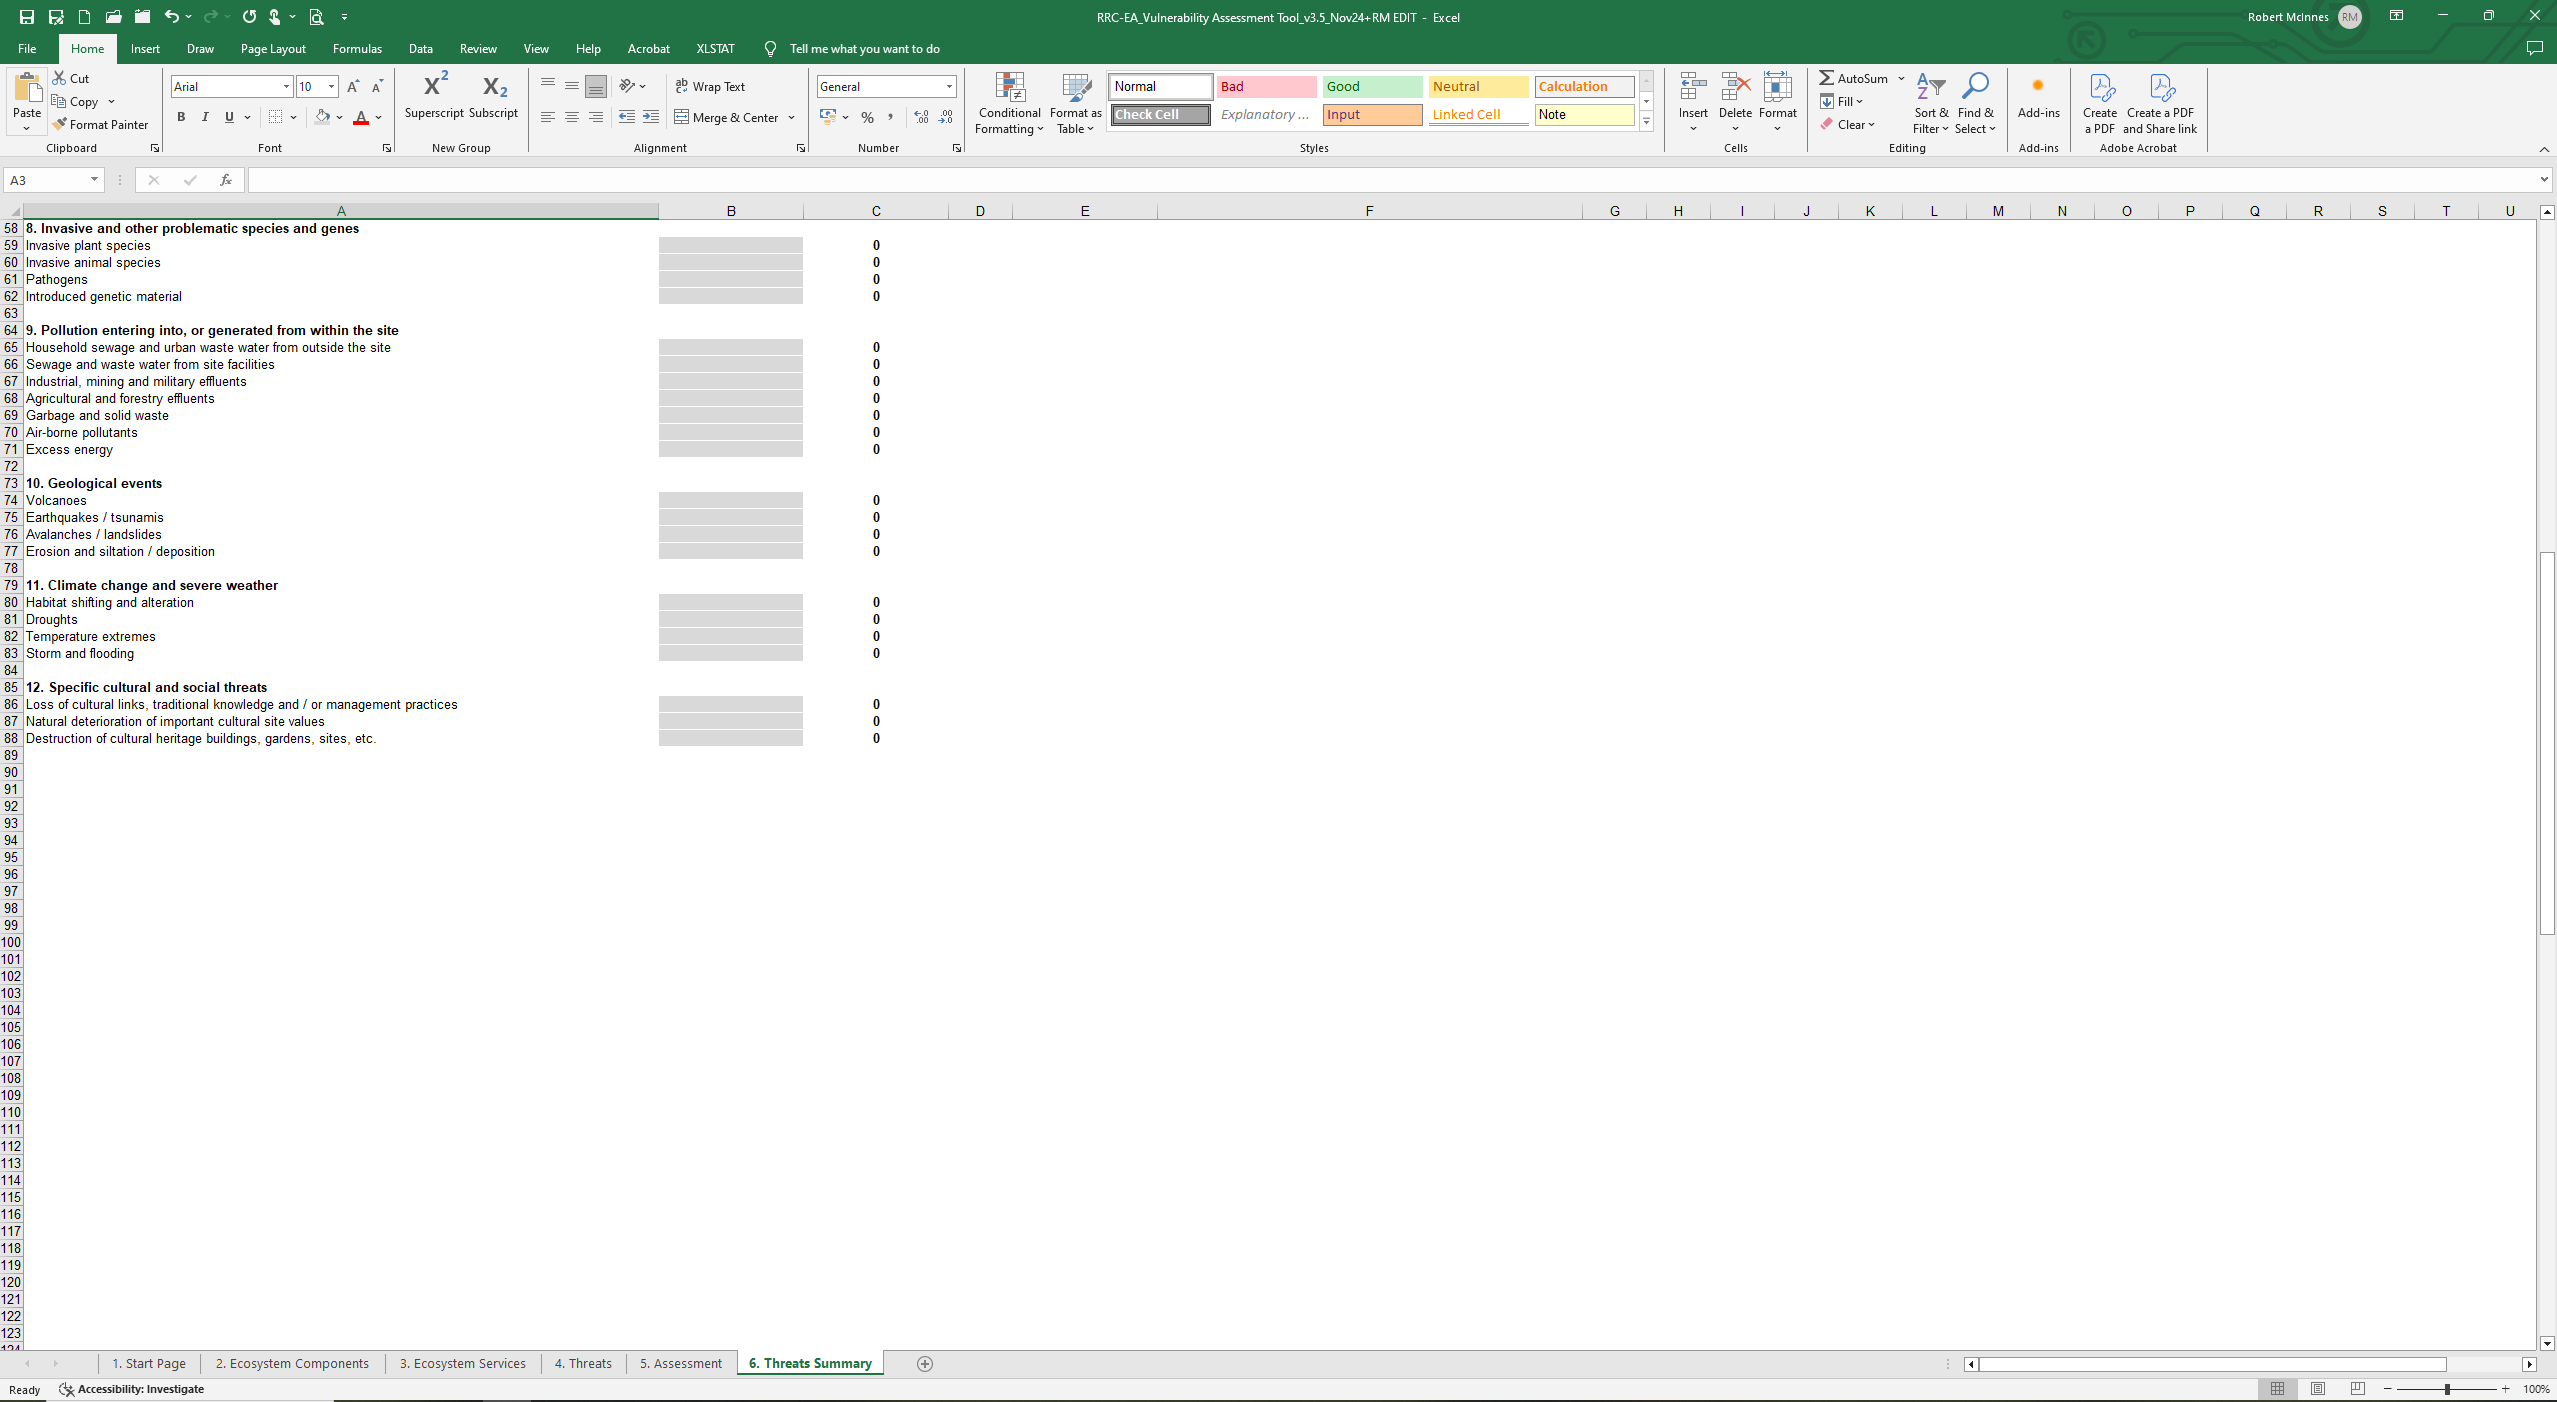 RRC-EA_Vulnerability Assessment Tool_v3.5_Nov24+RM EDIT - Excel
Robert McInnes RM
File Home Insert Draw Page Layout Formulas Data Review View Help Acrobat XLSTAT Tell me what you want to do
Paste
Cut
Copy
Format Painter
Clipboard
Arial 10
B I U A
Font
X² Superscript
X₂ Subscript
New Group
ab Wrap Text
Merge & Center
Alignment
General
% ,
Number
Conditional Formatting
Format as Table
Normal Bad Good Neutral Calculation
Check Cell Explanatory ... Input Linked Cell Note
Styles
Insert Delete Format
Cells
AutoSum
Fill
Clear
Sort & Filter
Find & Select
Editing
Add-ins
Add-ins
Create a PDF
Create a PDF and Share link
Adobe Acrobat
A3 fx
A B C D E F G H I J K L M N O P Q R S T U
58 8. Invasive and other problematic species and genes
59 Invasive plant species 0
60 Invasive animal species 0
61 Pathogens 0
62 Introduced genetic material 0
63
64 9. Pollution entering into, or generated from within the site
65 Household sewage and urban waste water from outside the site 0
66 Sewage and waste water from site facilities 0
67 Industrial, mining and military effluents 0
68 Agricultural and forestry effluents 0
69 Garbage and solid waste 0
70 Air-borne pollutants 0
71 Excess energy 0
72
73 10. Geological events
74 Volcanoes 0
75 Earthquakes / tsunamis 0
76 Avalanches / landslides 0
77 Erosion and siltation / deposition 0
78
79 11. Climate change and severe weather
80 Habitat shifting and alteration 0
81 Droughts 0
82 Temperature extremes 0
83 Storm and flooding 0
84
85 12. Specific cultural and social threats
86 Loss of cultural links, traditional knowledge and / or management practices 0
87 Natural deterioration of important cultural site values 0
88 Destruction of cultural heritage buildings, gardens, sites, etc. 0
89
90
91
92
93
94
95
96
97
98
99
100
101
102
103
104
105
106
107
108
109
110
111
112
113
114
115
116
117
118
119
120
121
122
123
124
1. Start Page 2. Ecosystem Components 3. Ecosystem Services 4. Threats 5. Assessment 6. Threats Summary
Ready Accessibility: Investigate 100%